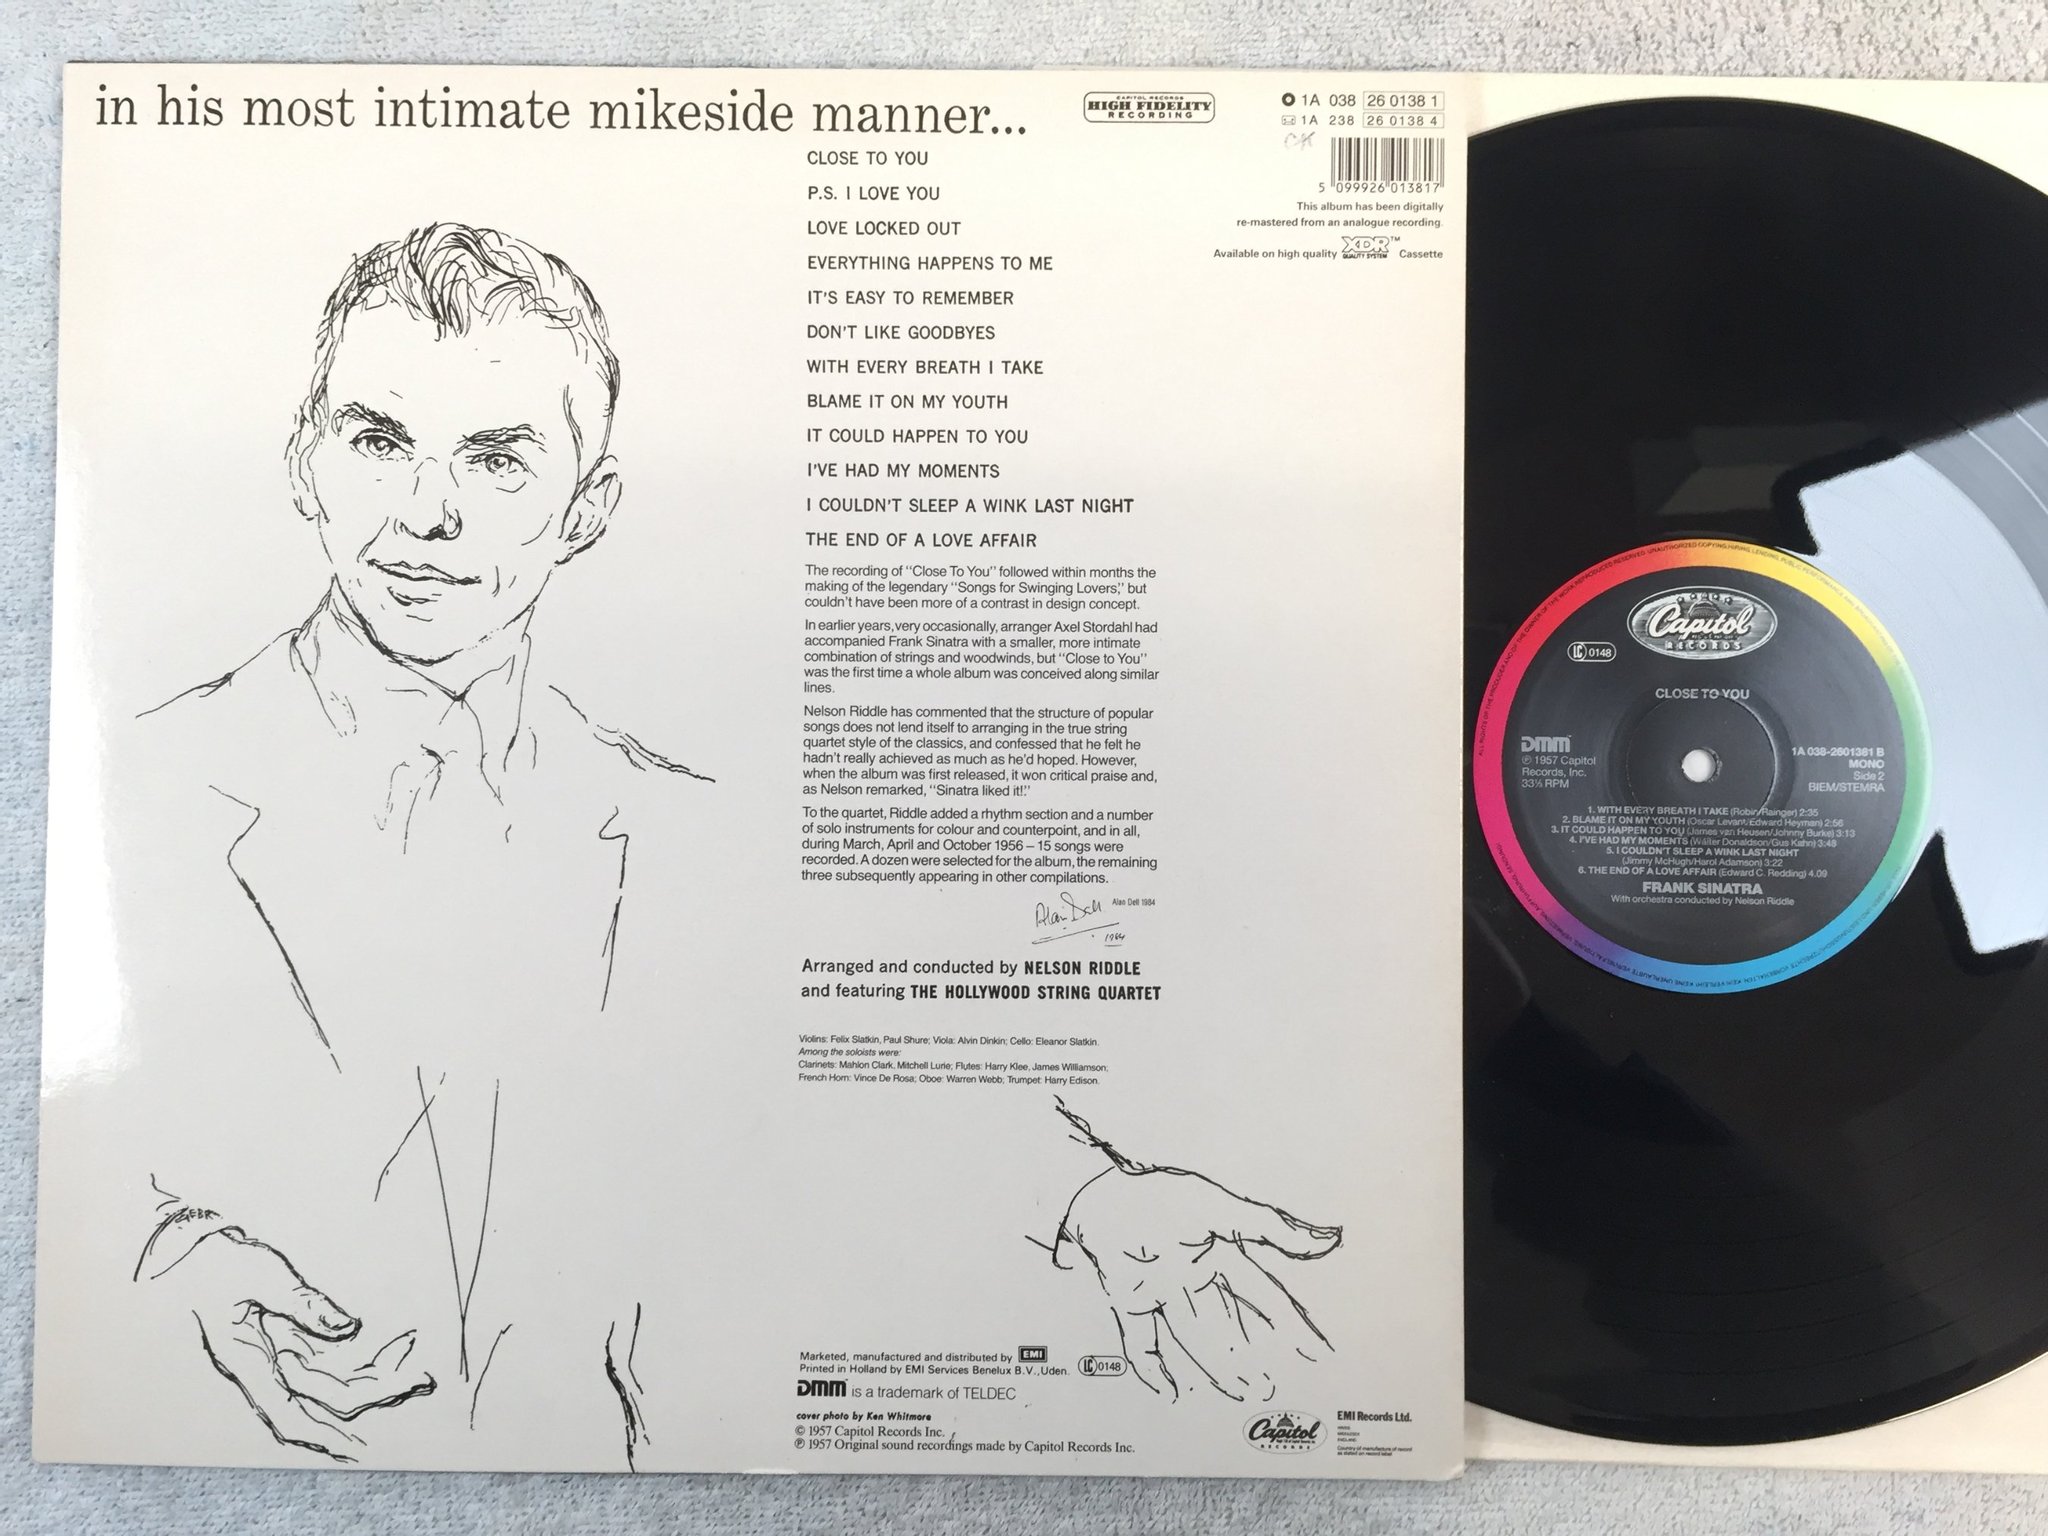 in his most intimate mikeside manner...
CAPITOL RECORDS
HIGH FIDELITY
RECORDING
1A 038 26 0138 1
1A 238 26 0138 4
5 099926 013817
This album has been digitally
re-mastered from an analogue recording.
Available on high quality XDR™ Cassette
QUALITY SYSTEM
CLOSE TO YOU
P.S. I LOVE YOU
LOVE LOCKED OUT
EVERYTHING HAPPENS TO ME
IT'S EASY TO REMEMBER
DON'T LIKE GOODBYES
WITH EVERY BREATH I TAKE
BLAME IT ON MY YOUTH
IT COULD HAPPEN TO YOU
I'VE HAD MY MOMENTS
I COULDN'T SLEEP A WINK LAST NIGHT
THE END OF A LOVE AFFAIR
The recording of "Close To You" followed within months the
making of the legendary "Songs for Swinging Lovers," but
couldn't have been more of a contrast in design concept.
In earlier years, very occasionally, arranger Axel Stordahl had
accompanied Frank Sinatra with a smaller, more intimate
combination of strings and woodwinds, but "Close to You"
was the first time a whole album was conceived along similar
lines.
Nelson Riddle has commented that the structure of popular
songs does not lend itself to arranging in the true string
quartet style of the classics, and confessed that he felt he
hadn't really achieved as much as he'd hoped. However,
when the album was first released, it won critical praise and,
as Nelson remarked, "Sinatra liked it!"
To the quartet, Riddle added a rhythm section and a number
of solo instruments for colour and counterpoint, and in all,
during March, April and October 1956 – 15 songs were
recorded. A dozen were selected for the album, the remaining
three subsequently appearing in other compilations.
Alan Dell Alan Dell 1984
1984
Arranged and conducted by NELSON RIDDLE
and featuring THE HOLLYWOOD STRING QUARTET
Violins: Felix Slatkin, Paul Shure; Viola: Alvin Dinkin; Cello: Eleanor Slatkin.
Among the soloists were:
Clarinets: Mahlon Clark, Mitchell Lurie; Flutes: Harry Klee, James Williamson;
French Horn: Vince De Rosa; Oboe: Warren Webb; Trumpet: Harry Edison.
Marketed, manufactured and distributed by EMI
Printed in Holland by EMI Services Benelux B.V., Uden.
LC 0148
DMM is a trademark of TELDEC
cover photo by Ken Whitmore
© 1957 Capitol Records Inc.
℗ 1957 Original sound recordings made by Capitol Records Inc.
Capitol
RECORDS
EMI Records Ltd.
HAYES
MIDDLESEX
ENGLAND
Country of manufacture of record
as stated on record label
Capitol
RECORDS
LC 0148
CLOSE TO YOU
DMM
℗ 1957 Capitol
Records, Inc.
33⅓ RPM
1A 038-2601381 B
MONO
Side 2
BIEM/STEMRA
1. WITH EVERY BREATH I TAKE (Robin/Rainger) 2:35
2. BLAME IT ON MY YOUTH (Oscar Levant/Edward Heyman) 2:56
3. IT COULD HAPPEN TO YOU (James van Heusen/Johnny Burke) 3:13
4. I'VE HAD MY MOMENTS (Walter Donaldson/Gus Kahn) 3:48
5. I COULDN'T SLEEP A WINK LAST NIGHT
(Jimmy McHugh/Harol Adamson) 3:22
6. THE END OF A LOVE AFFAIR (Edward C. Redding) 4.09
FRANK SINATRA
With orchestra conducted by Nelson Riddle